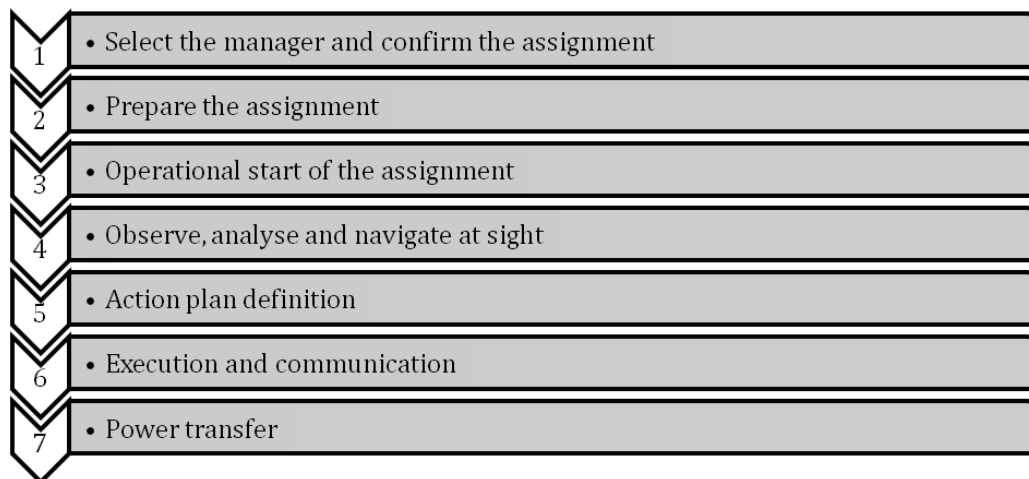 1 • Select the manager and confirm the assignment
2 • Prepare the assignment
3 • Operational start of the assignment
4 • Observe, analyse and navigate at sight
5 • Action plan definition
6 • Execution and communication
7 • Power transfer